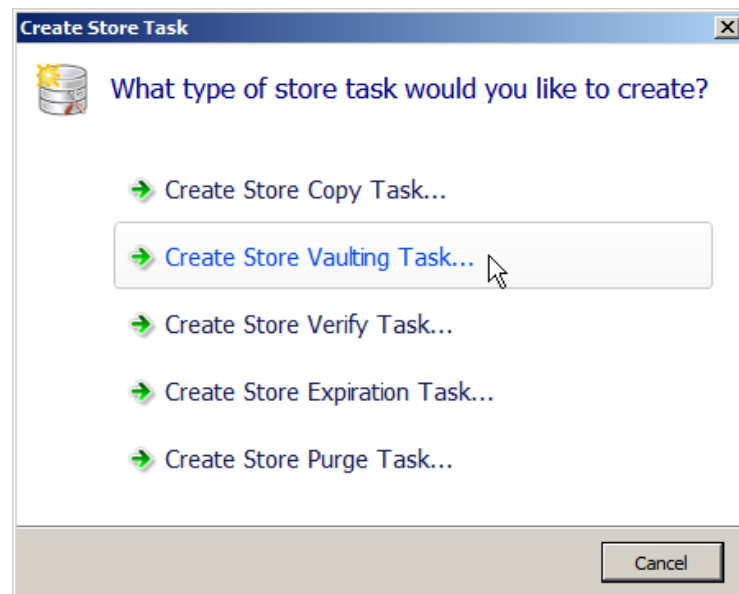 Create Store Task
What type of store task would you like to create?
Create Store Copy Task...
Create Store Vaulting Task...
Create Store Verify Task...
Create Store Expiration Task...
Create Store Purge Task...
Cancel